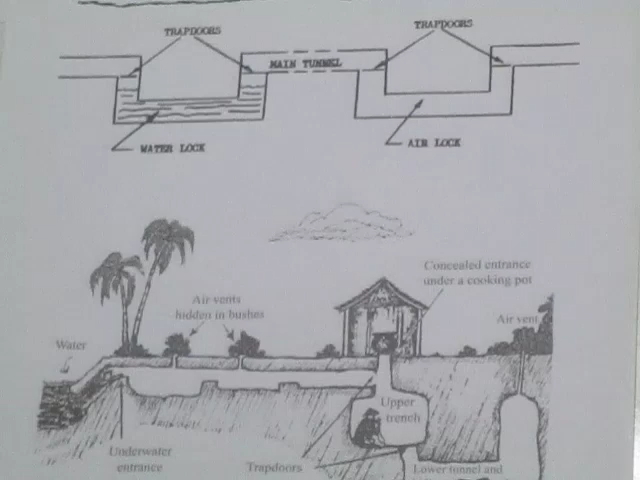 TRAPDOORS
TRAPDOORS
MAIN TUNNEL
WATER LOCK
AIR LOCK
Concealed entrance
under a cooking pot
Air vents
hidden in bushes
Air vent
Water
Upper
trench
Underwater
entrance
Trapdoors
Lower tunnel and